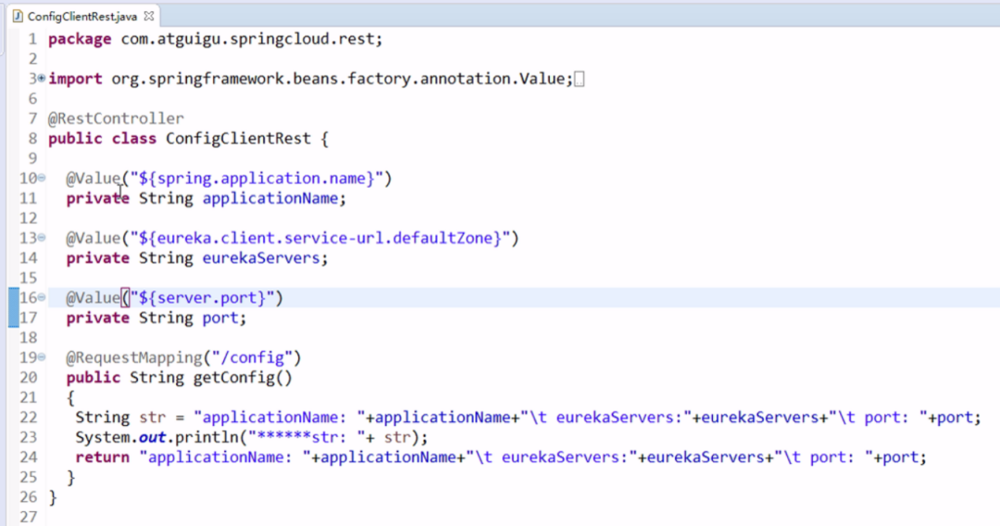 ConfigClientRest.java
1 package com.atguigu.springcloud.rest;
2
3 import org.springframework.beans.factory.annotation.Value;
6
7 @RestController
8 public class ConfigClientRest {
9
10 @Value("${spring.application.name}")
11 private String applicationName;
12
13 @Value("${eureka.client.service-url.defaultZone}")
14 private String eurekaServers;
15
16 @Value("${server.port}")
17 private String port;
18
19 @RequestMapping("/config")
20 public String getConfig()
21 {
22 String str = "applicationName: "+applicationName+"\t eurekaServers:"+eurekaServers+"\t port: "+port;
23 System.out.println("******str: "+ str);
24 return "applicationName: "+applicationName+"\t eurekaServers:"+eurekaServers+"\t port: "+port;
25 }
26 }
27